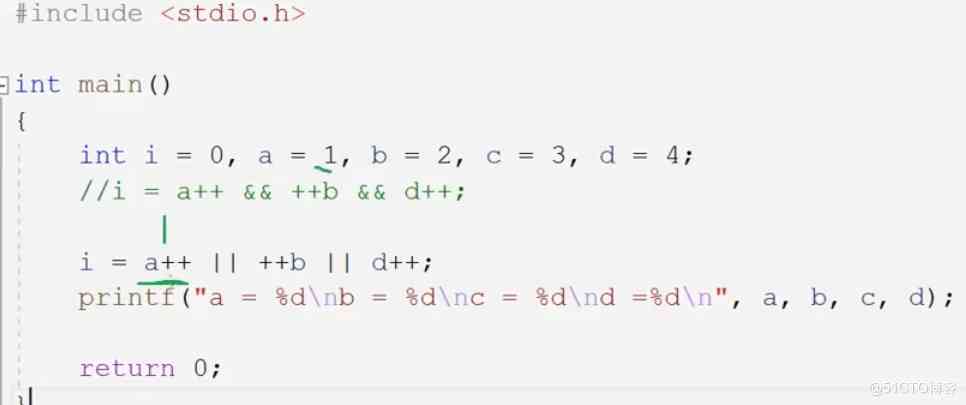 #include <stdio.h>
int main()
{
int i = 0, a = 1, b = 2, c = 3, d = 4;
//i = a++ && ++b && d++;
i = a++ || ++b || d++;
printf("a = %d\nb = %d\nc = %d\nd =%d\n", a, b, c, d);
return 0;
}
@51CTO博客